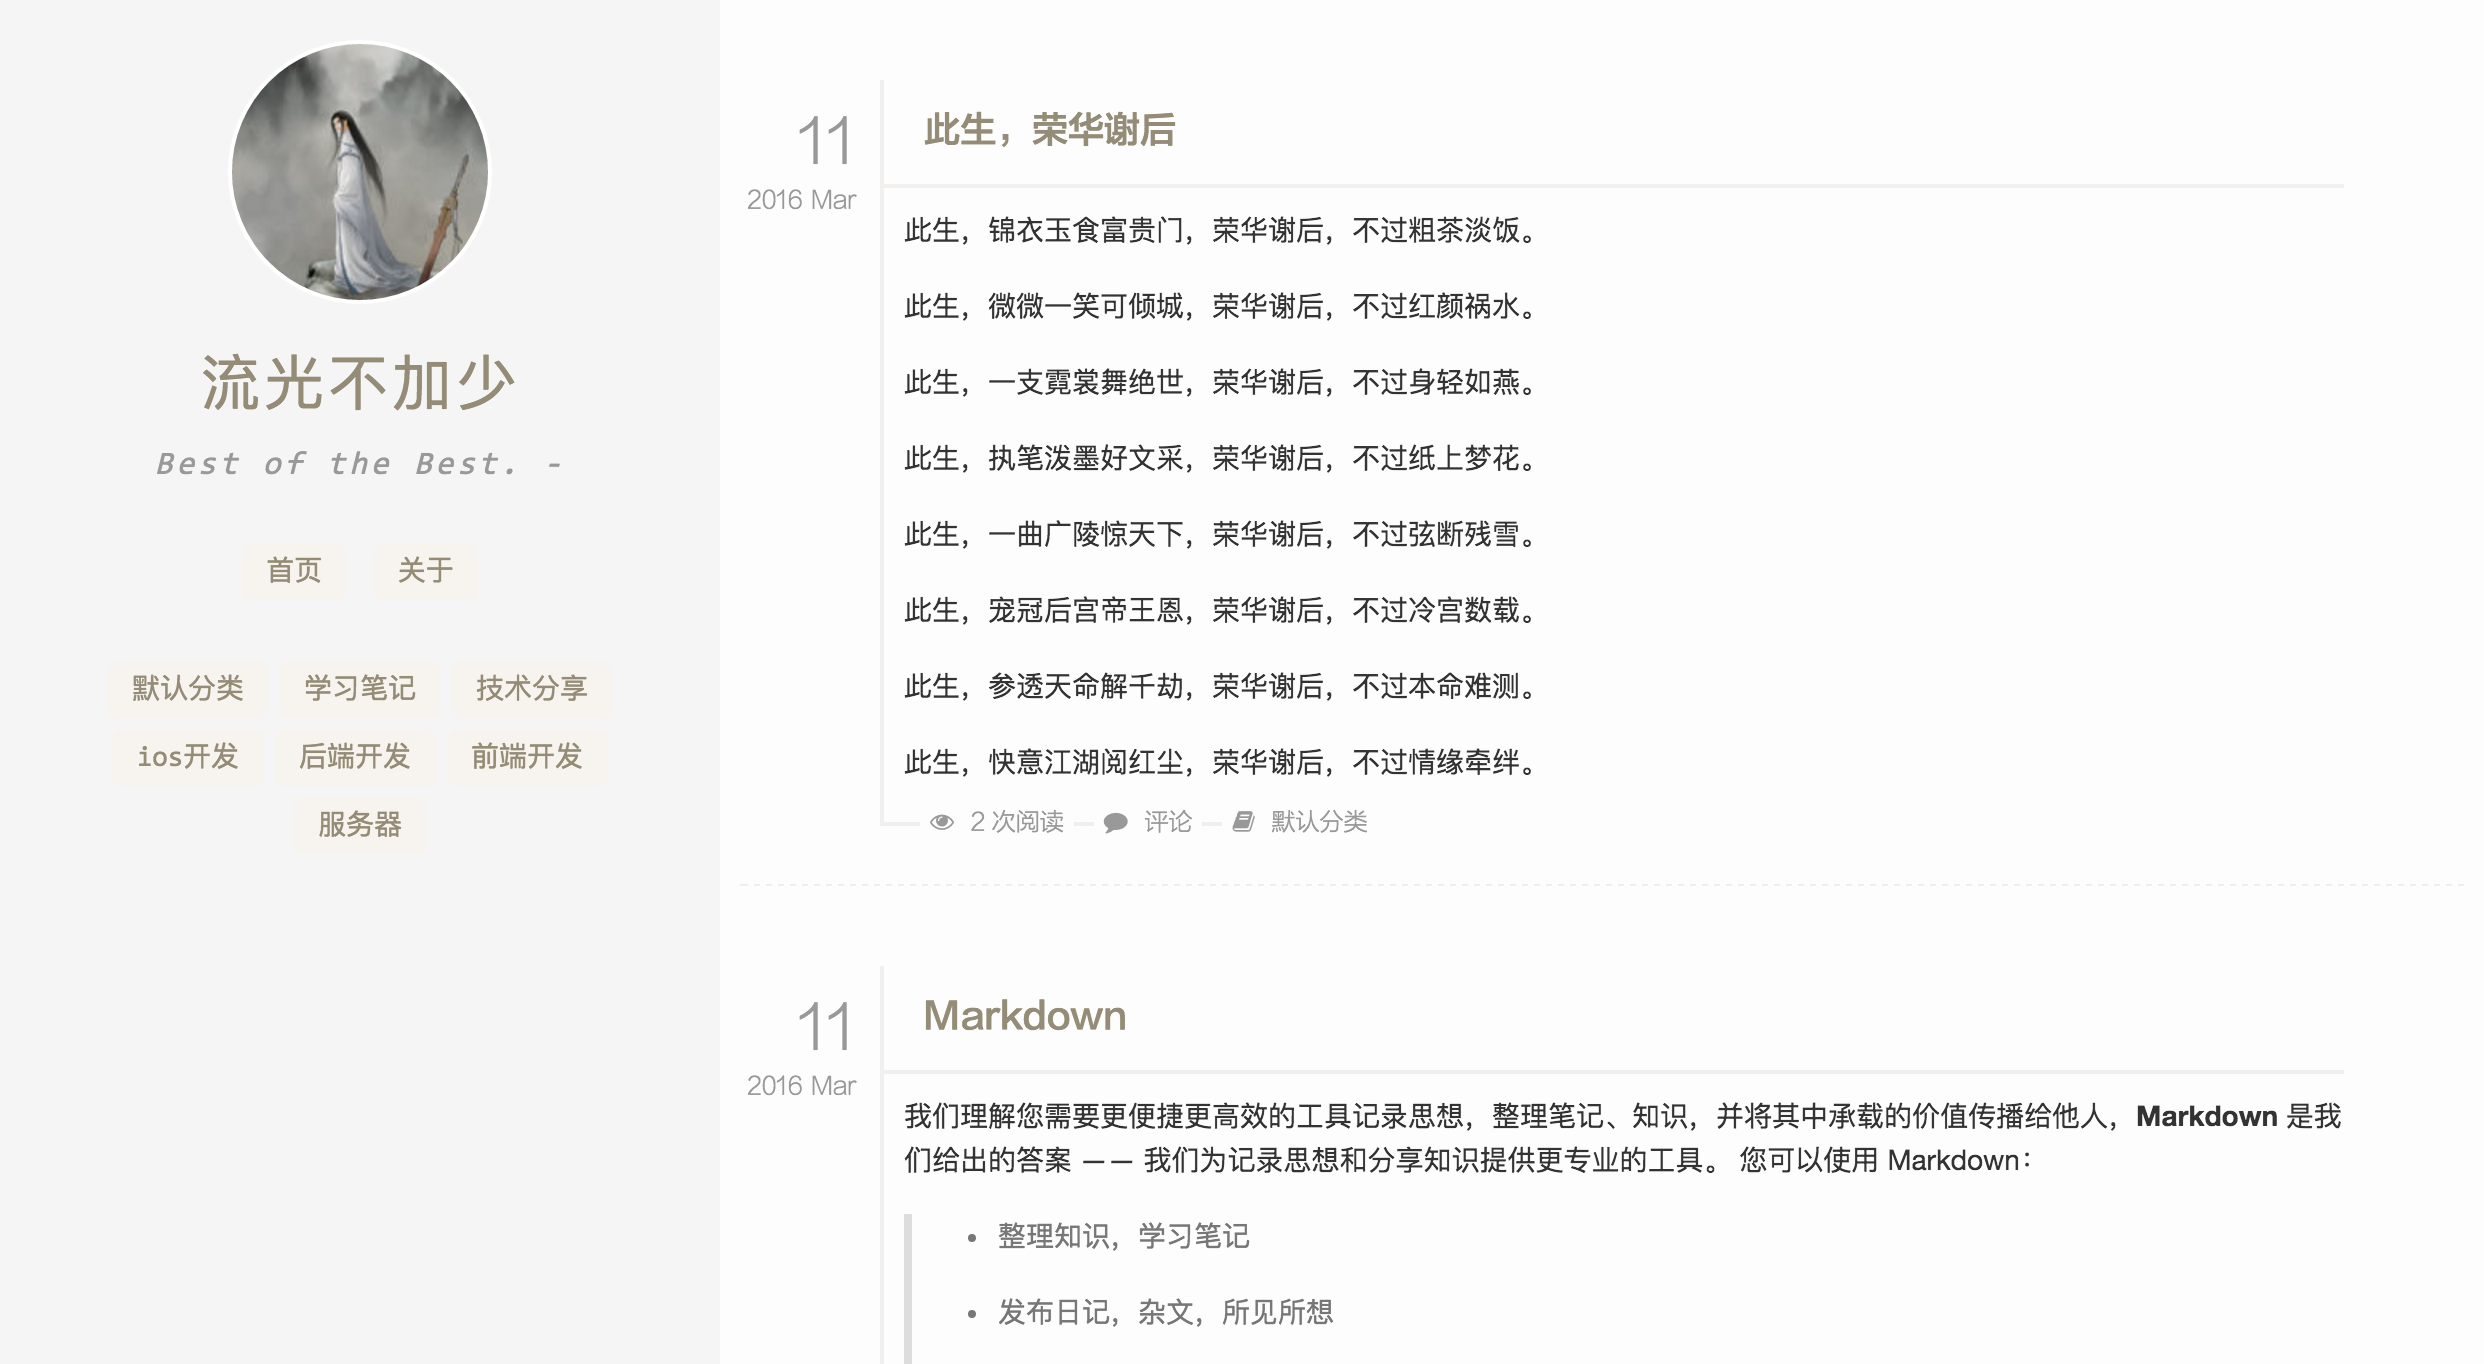 流光不加少
Best of the Best. -
首页 关于
默认分类 学习笔记 技术分享
ios开发 后端开发 前端开发
服务器
11
2016 Mar
此生，荣华谢后
此生，锦衣玉食富贵门，荣华谢后，不过粗茶淡饭。
此生，微微一笑可倾城，荣华谢后，不过红颜祸水。
此生，一支霓裳舞绝世，荣华谢后，不过身轻如燕。
此生，执笔泼墨好文采，荣华谢后，不过纸上梦花。
此生，一曲广陵惊天下，荣华谢后，不过弦断残雪。
此生，宠冠后宫帝王恩，荣华谢后，不过冷宫数载。
此生，参透天命解千劫，荣华谢后，不过本命难测。
此生，快意江湖阅红尘，荣华谢后，不过情缘牵绊。
2 次阅读 评论 默认分类
11
2016 Mar
Markdown
我们理解您需要更便捷更高效的工具记录思想，整理笔记、知识，并将其中承载的价值传播给他人，Markdown 是我
们给出的答案 —— 我们为记录思想和分享知识提供更专业的工具。 您可以使用 Markdown：
• 整理知识，学习笔记
• 发布日记，杂文，所见所想